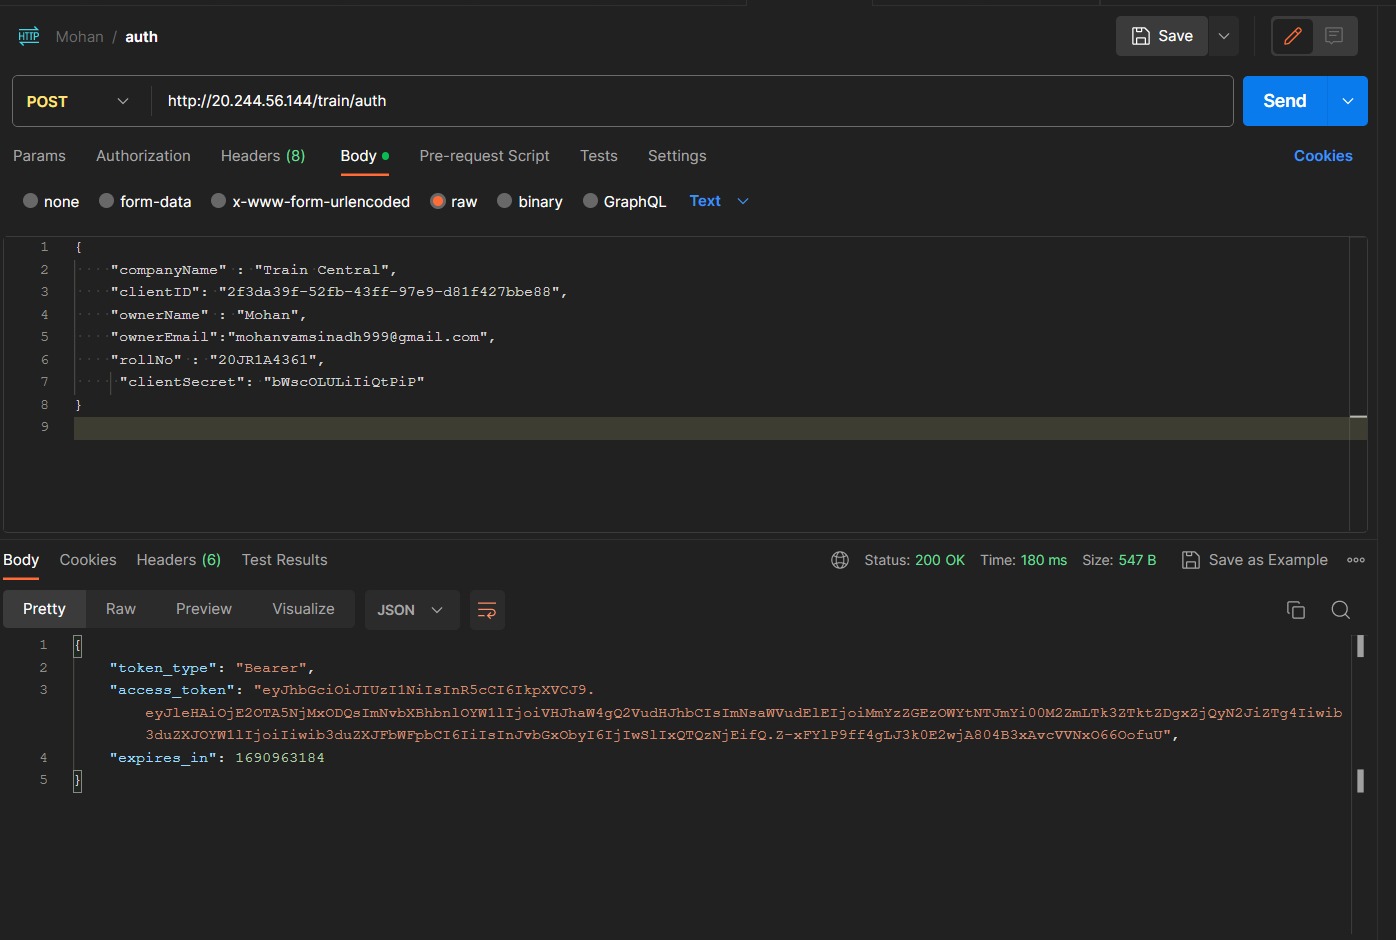 HTTP Mohan / auth Save
POST http://20.244.56.144/train/auth Send
Params Authorization Headers (8) Body Pre-request Script Tests Settings Cookies
none form-data x-www-form-urlencoded raw binary GraphQL Text
1 {
2 "companyName" : "Train Central",
3 "clientID": "2f3da39f-52fb-43ff-97e9-d81f427bbe88",
4 "ownerName" : "Mohan",
5 "ownerEmail":"mohanvamsinadh999@gmail.com",
6 "rollNo" : "20JR1A4361",
7 "clientSecret": "bWscOLULiIiQtPiP"
8 }
9
Body Cookies Headers (6) Test Results Status: 200 OK Time: 180 ms Size: 547 B Save as Example
Pretty Raw Preview Visualize JSON
1 {
2 "token_type": "Bearer",
3 "access_token": "eyJhbGciOiJIUzI1NiIsInR5cCI6IkpXVCJ9.
eyJleHAiOjE2OTA5NjMxODQsImNvbXBhbnlOYW1lIjoiVHJhaW4gQ2VudHJhbCIsImNsaWVudElEIjoiMmYzZGEzOWYtNTJmYi00M2ZmLTk3ZTktZDgxZjQyN2JiZTg4Iiwib
3duZXJOYW1lIjoiIiwib3duZXJFbWFpbCI6IiIsInJvbGxObyI6IjIwSlIxQTQzNjEifQ.Z-xFYlP9ff4gLJ3k0E2wjA804B3xAvcVVNxO66OofuU",
4 "expires_in": 1690963184
5 }